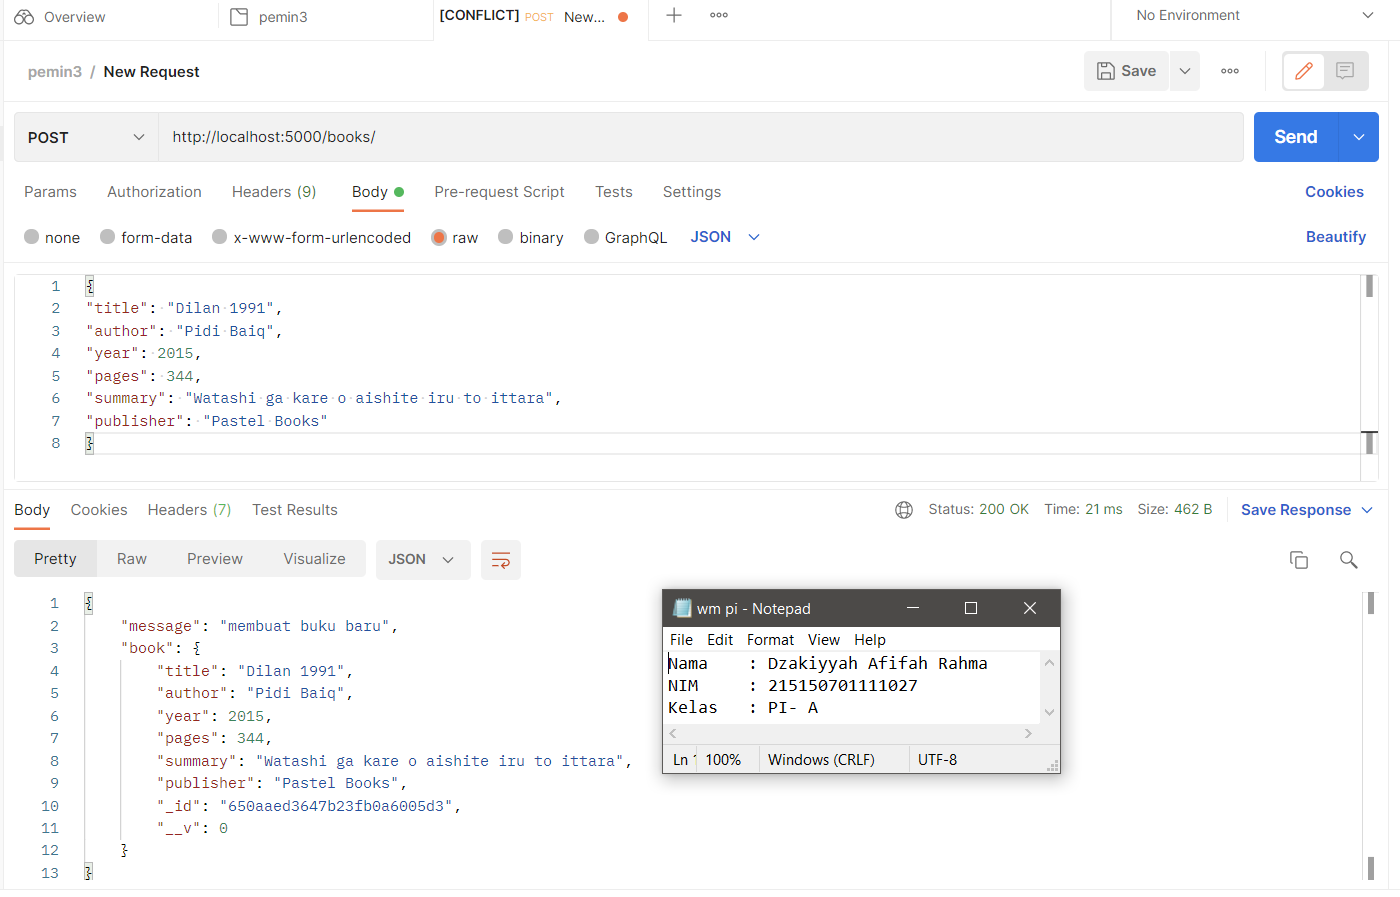 Overview
pemin3
[CONFLICT] POST New...
No Environment
pemin3 / New Request
Save
POST
http://localhost:5000/books/
Send
Params Authorization Headers (9) Body Pre-request Script Tests Settings
Cookies
none form-data x-www-form-urlencoded raw binary GraphQL JSON
Beautify
1 {
2 "title": "Dilan 1991",
3 "author": "Pidi Baiq",
4 "year": 2015,
5 "pages": 344,
6 "summary": "Watashi ga kare o aishite iru to ittara",
7 "publisher": "Pastel Books"
8 }
Body Cookies Headers (7) Test Results
Status: 200 OK Time: 21 ms Size: 462 B Save Response
Pretty Raw Preview Visualize JSON
1 {
2 "message": "membuat buku baru",
3 "book": {
4 "title": "Dilan 1991",
5 "author": "Pidi Baiq",
6 "year": 2015,
7 "pages": 344,
8 "summary": "Watashi ga kare o aishite iru to ittara",
9 "publisher": "Pastel Books",
10 "_id": "650aaed3647b23fb0a6005d3",
11 "__v": 0
12 }
13 }
wm pi - Notepad
File Edit Format View Help
Nama : Dzakiyyah Afifah Rahma
NIM : 215150701111027
Kelas : PI- A
Ln 100% Windows (CRLF) UTF-8